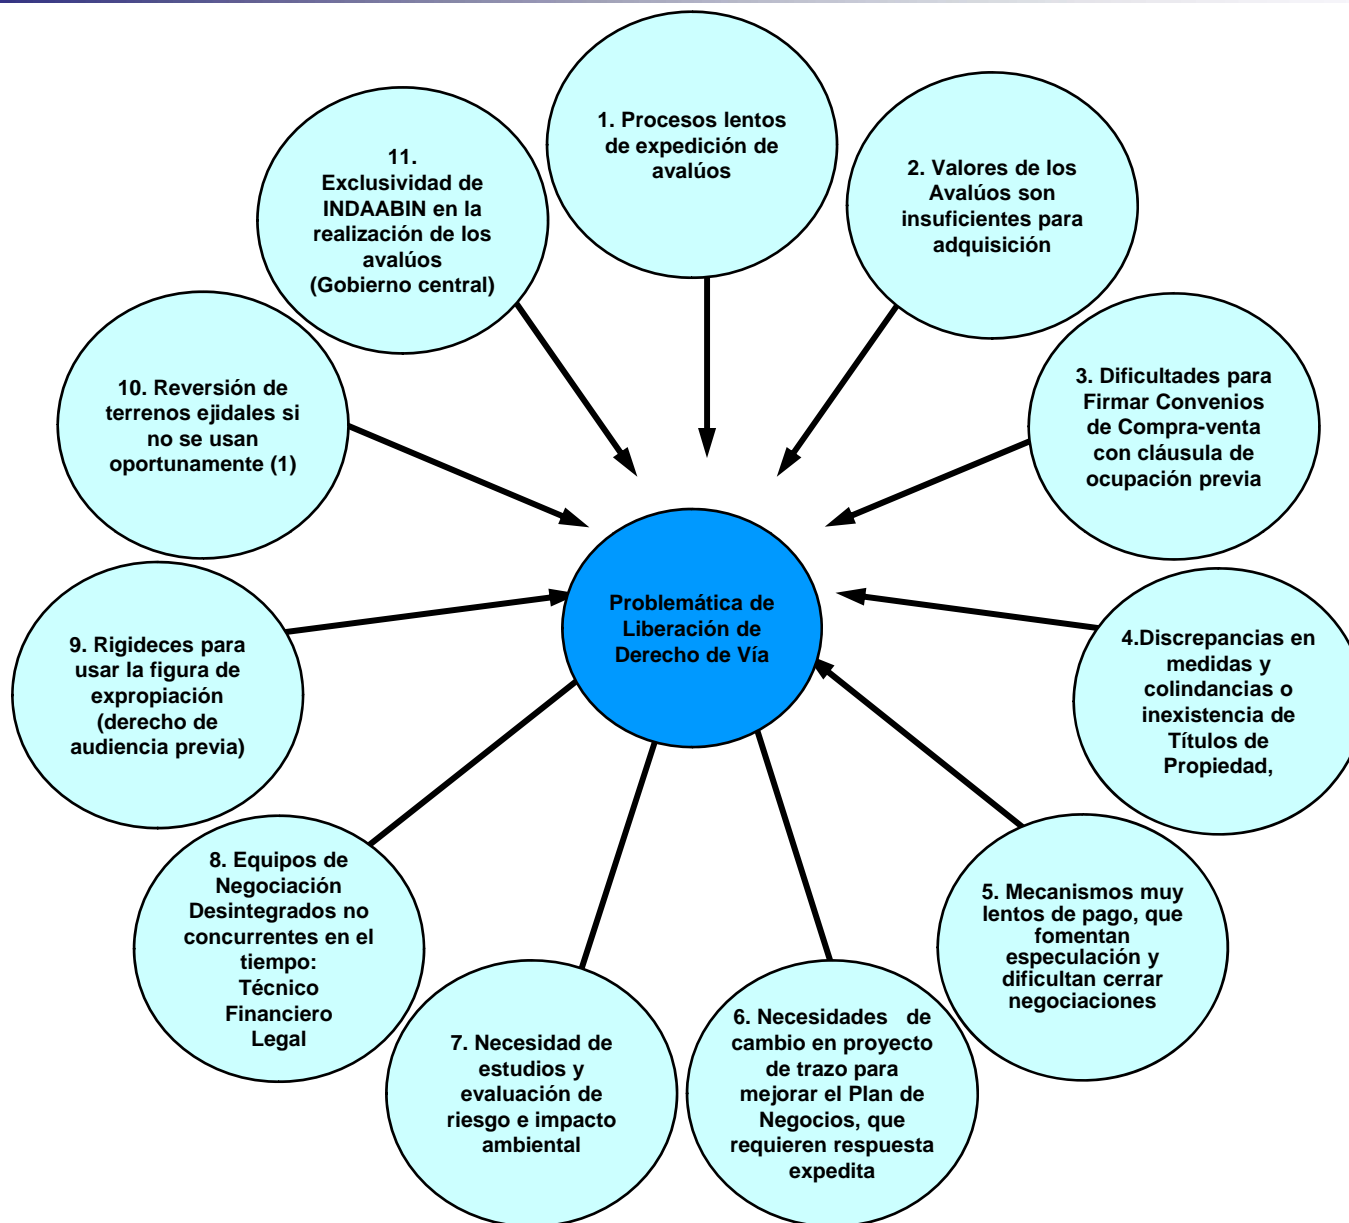 1. Procesos lentos
de expedición de
avalúos
2. Valores de los
Avalúos son
insuficientes para
adquisición
3. Dificultades para
Firmar Convenios
de Compra-venta
con cláusula de
ocupación previa
4.Discrepancias en
medidas y
colindancias o
inexistencia de
Títulos de
Propiedad,
5. Mecanismos muy
lentos de pago, que
fomentan
especulación y
dificultan cerrar
negociaciones
6. Necesidades de
cambio en proyecto
de trazo para
mejorar el Plan de
Negocios, que
requieren respuesta
expedita
7. Necesidad de
estudios y
evaluación de
riesgo e impacto
ambiental
8. Equipos de
Negociación
Desintegrados no
concurrentes en el
tiempo:
Técnico
Financiero
Legal
9. Rigideces para
usar la figura de
expropiación
(derecho de
audiencia previa)
10. Reversión de
terrenos ejidales si
no se usan
oportunamente (1)
11.
Exclusividad de
INDAABIN en la
realización de los
avalúos
(Gobierno central)
Problemática de
Liberación de
Derecho de Vía